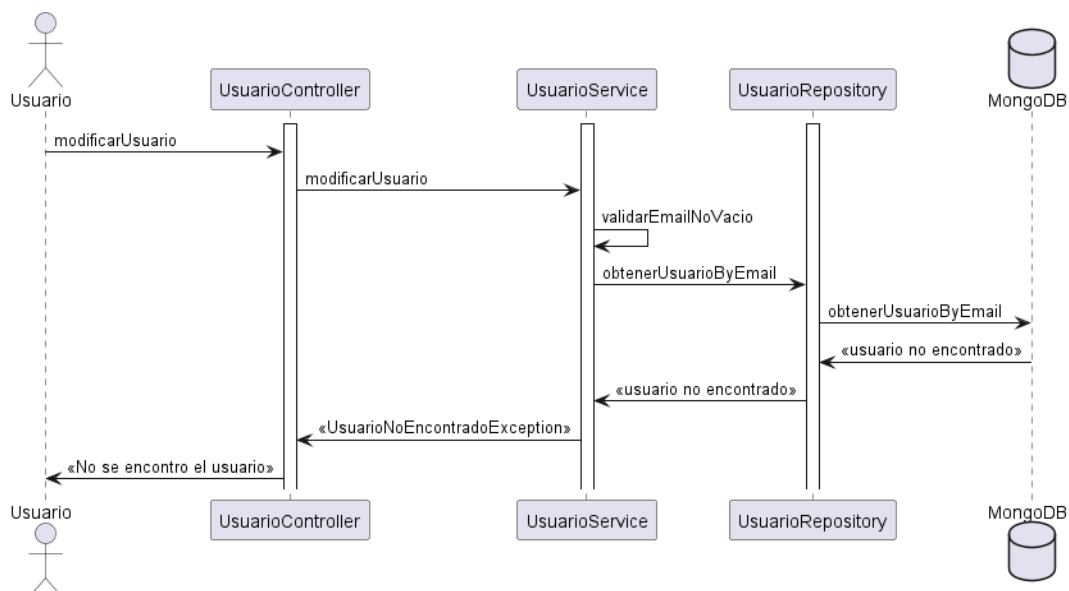 Usuario
UsuarioController
UsuarioService
UsuarioRepository
MongoDB
modificarUsuario
modificarUsuario
validarEmailNoVacio
obtenerUsuarioByEmail
obtenerUsuarioByEmail
«usuario no encontrado»
«usuario no encontrado»
«UsuarioNoEncontradoException»
«No se encontro el usuario»
Usuario
UsuarioController
UsuarioService
UsuarioRepository
MongoDB